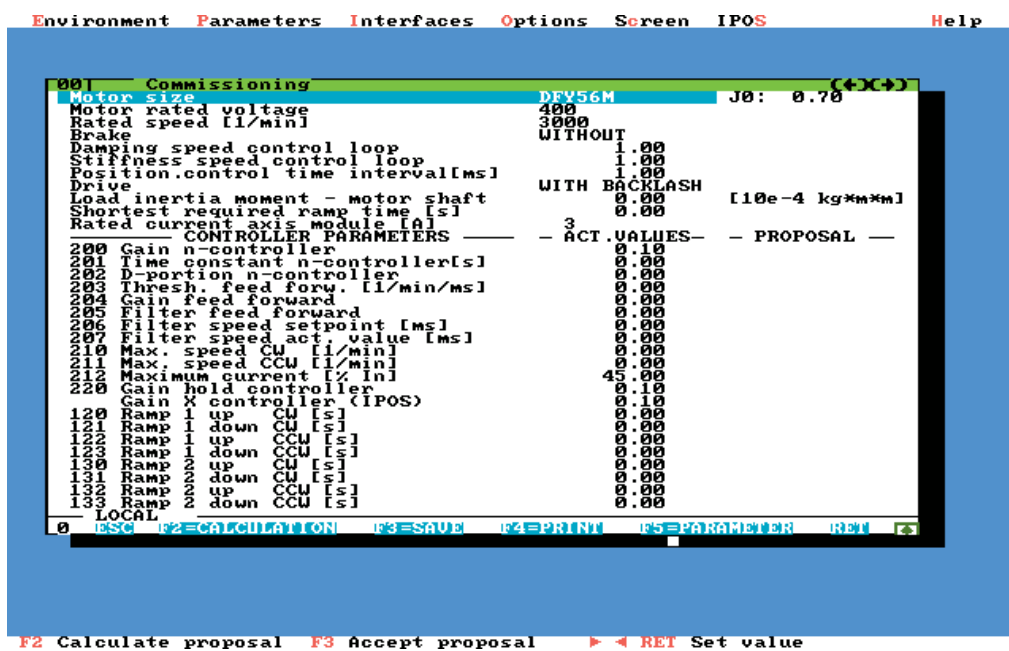 Environment Parameters Interfaces Options Screen IPOS Help
00] Commissioning (←)(→)
Motor size DFY56M J0: 0.70
Motor rated voltage 400
Rated speed [1/min] 3000
Brake WITHOUT
Damping speed control loop 1.00
Stiffness speed control loop 1.00
Position.control time interval[ms] 1.00
Drive WITH BACKLASH
Load inertia moment - motor shaft 0.00 [10e-4 kg*m*m]
Shortest required ramp time [s] 0.00
Rated current axis module [A] 3
CONTROLLER PARAMETERS — ACT.VALUES — PROPOSAL —
200 Gain n-controller 0.10
201 Time constant n-controller[s] 0.00
202 D-portion n-controller 0.00
203 Thresh. feed forw. [1/min/ms] 0.00
204 Gain feed forward 0.00
205 Filter feed forward 0.00
206 Filter speed setpoint [ms] 0.00
207 Filter speed act. value [ms] 0.00
210 Max. speed CW [1/min] 0.00
211 Max. speed CCW [1/min] 0.00
212 Maximum current [% In] 45.00
220 Gain hold controller 0.10
Gain X controller (IPOS) 0.10
120 Ramp 1 up CW [s] 0.00
121 Ramp 1 down CW [s] 0.00
122 Ramp 1 up CCW [s] 0.00
123 Ramp 1 down CCW [s] 0.00
130 Ramp 2 up CW [s] 0.00
131 Ramp 2 down CW [s] 0.00
132 Ramp 2 up CCW [s] 0.00
133 Ramp 2 down CCW [s] 0.00
LOCAL
0 ESC F2=CALCULATION F3=SAVE F4=PRINT F5=PARAMETER RET
F2 Calculate proposal F3 Accept proposal ► ◄ RET Set value